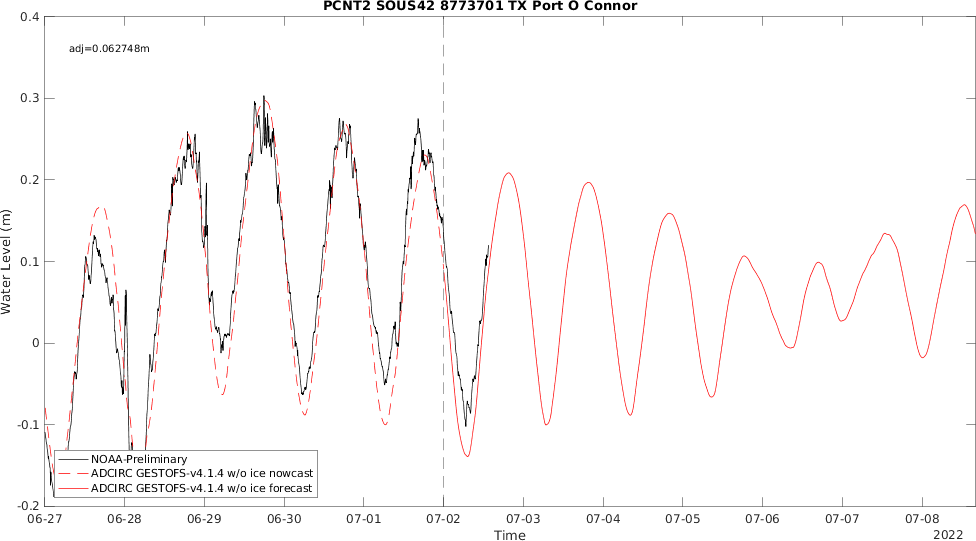 PCNT2 SOUS42 8773701 TX Port O Connor
adj=0.062748m
0.4
0.3
0.2
0.1
0
-0.1
-0.2
Water Level (m)
NOAA-Preliminary
ADCIRC GESTOFS-v4.1.4 w/o ice nowcast
ADCIRC GESTOFS-v4.1.4 w/o ice forecast
06-27 06-28 06-29 06-30 07-01 07-02 07-03 07-04 07-05 07-06 07-07 07-08
Time
2022